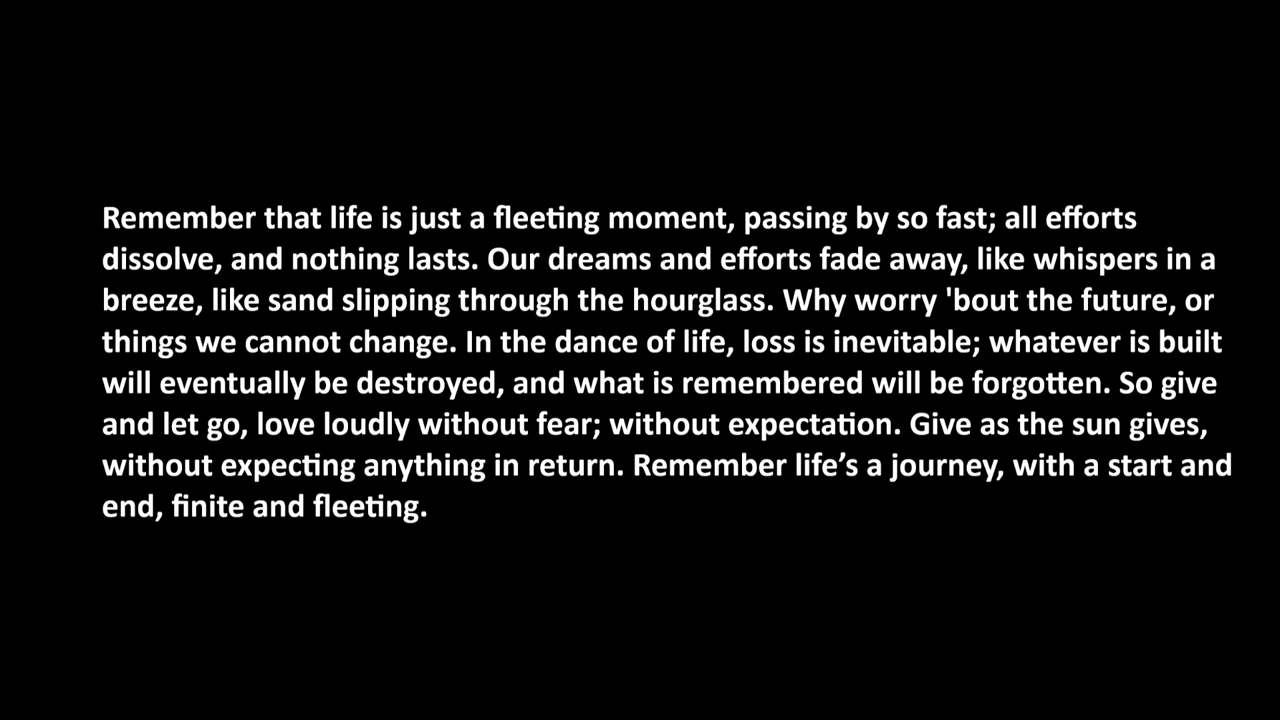 Remember that life is just a fleeting moment, passing by so fast; all efforts
dissolve, and nothing lasts. Our dreams and efforts fade away, like whispers in a
breeze, like sand slipping through the hourglass. Why worry 'bout the future, or
things we cannot change. In the dance of life, loss is inevitable; whatever is built
will eventually be destroyed, and what is remembered will be forgotten. So give
and let go, love loudly without fear; without expectation. Give as the sun gives,
without expecting anything in return. Remember life’s a journey, with a start and
end, finite and fleeting.